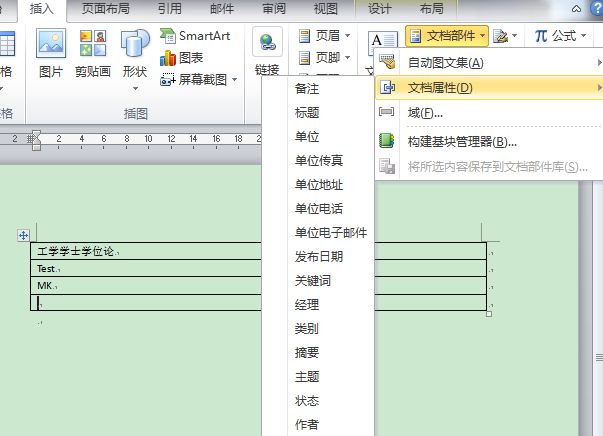 插入 页面布局 引用 邮件 审阅 视图 设计 布局
图片 剪贴画 形状 SmartArt 图表 屏幕截图 链接 页眉 页脚 A 文档部件 π 公式
插图
自动图文集(A)
文档属性(D)
域(F)...
构建基块管理器(B)...
将所选内容保存到文档部件库(S)...
备注
标题
单位
单位传真
单位地址
单位电话
单位电子邮件
发布日期
关键词
经理
类别
摘要
主题
状态
作者
2 2 4 6 8 10 12 14 16 18
工学学士学位论
Test
MK